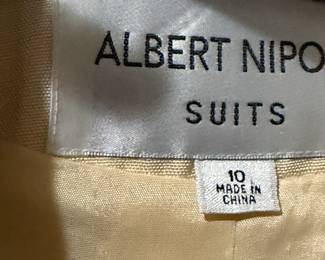 ALBERT NIPO
SUITS
10
MADE IN
CHINA